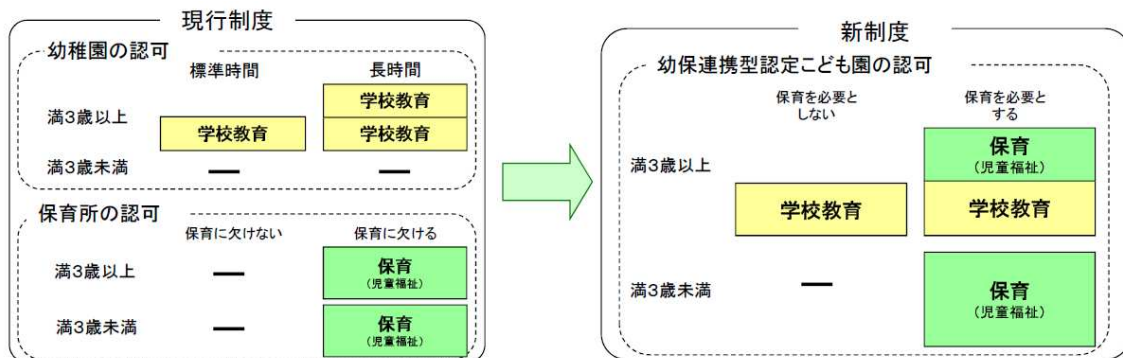 現行制度
幼稚園の認可
標準時間 長時間
満3歳以上
学校教育
学校教育
学校教育
満3歳未満 ー ー
保育所の認可
保育に欠けない 保育に欠ける
満3歳以上 ー 保育
(児童福祉)
満3歳未満 ー 保育
(児童福祉)
新制度
幼保連携型認定こども園の認可
保育を必要と
しない
保育を必要と
する
満3歳以上
保育
(児童福祉)
学校教育 学校教育
満3歳未満 ー 保育
(児童福祉)